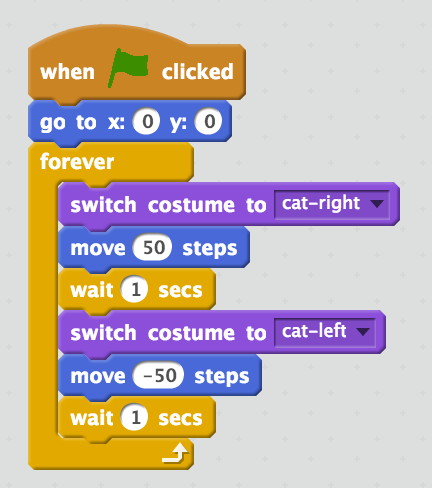 when clicked
go to x: 0 y: 0
forever
switch costume to cat-right
move 50 steps
wait 1 secs
switch costume to cat-left
move -50 steps
wait 1 secs